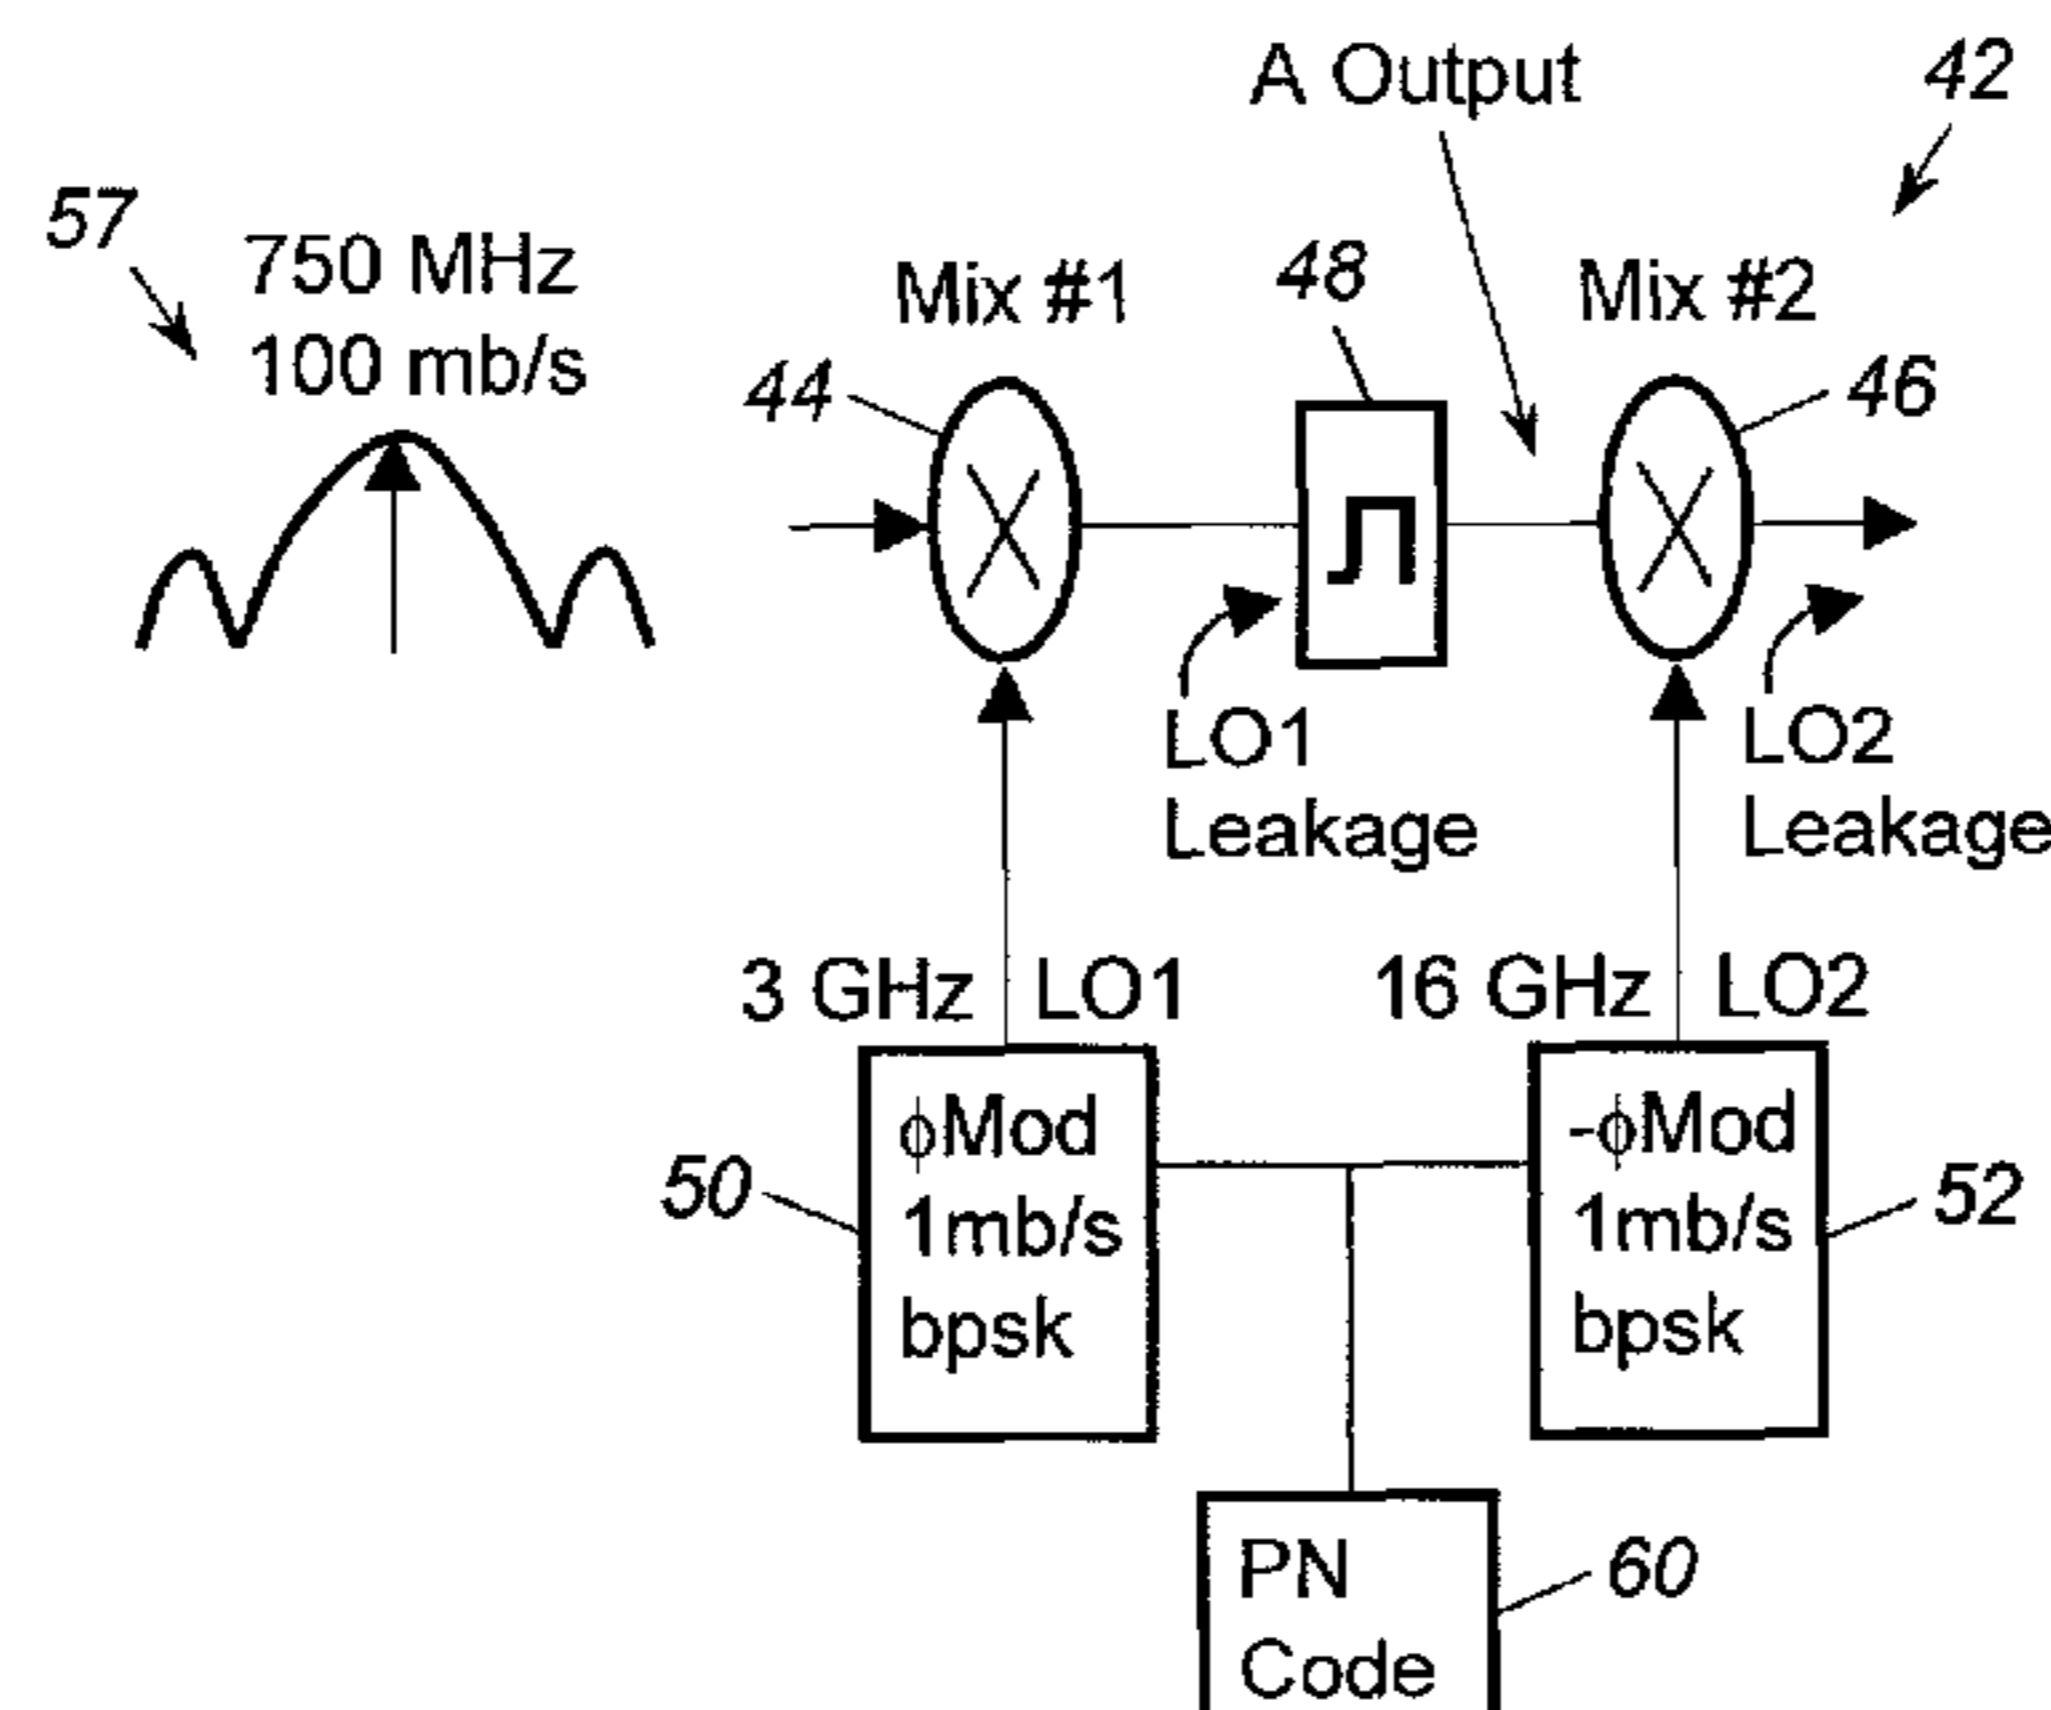 A Output
42
57
750 MHz
100 mb/s
Mix #1
48
Mix #2
44
46
LO1
Leakage
LO2
Leakage
3 GHz LO1
16 GHz LO2
ϕMod
1mb/s
bpsk
50
-ϕMod
1mb/s
bpsk
52
PN
Code
60